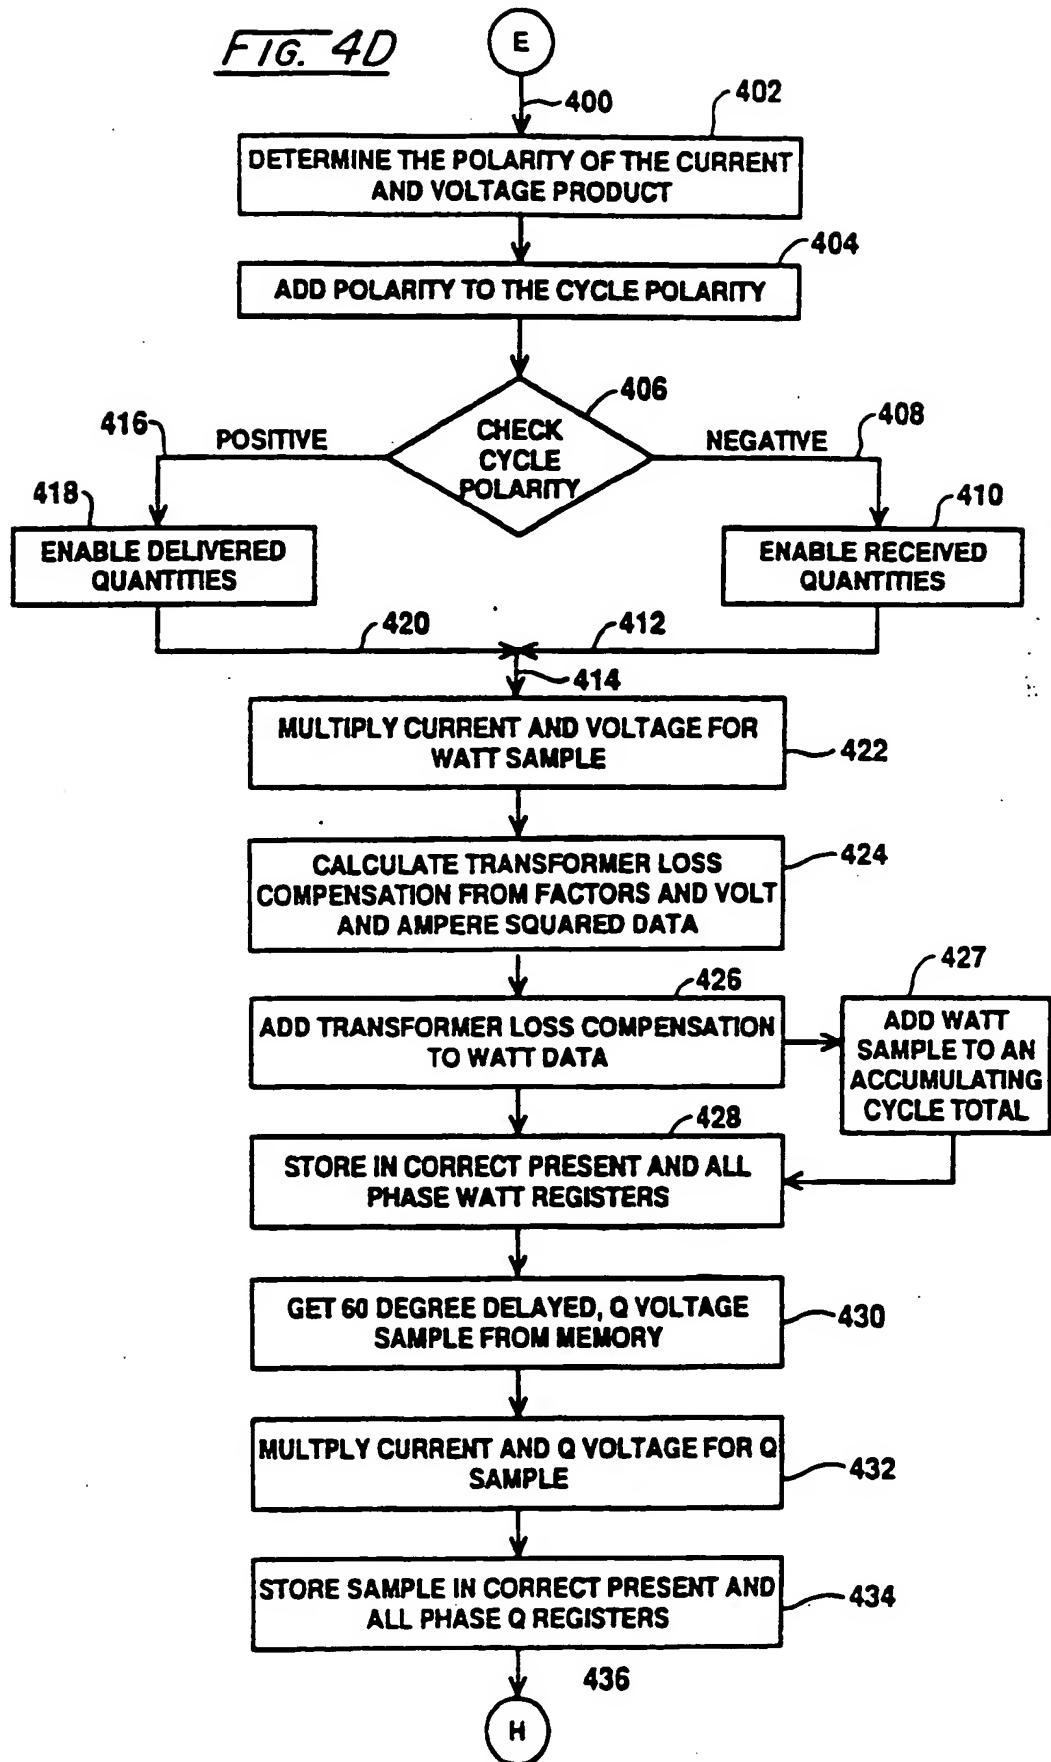 FIG. 4D
E
400
402
DETERMINE THE POLARITY OF THE CURRENT
AND VOLTAGE PRODUCT
404
ADD POLARITY TO THE CYCLE POLARITY
406
CHECK
CYCLE
POLARITY
416
POSITIVE
NEGATIVE
408
418
ENABLE DELIVERED
QUANTITIES
410
ENABLE RECEIVED
QUANTITIES
420
412
414
MULTIPLY CURRENT AND VOLTAGE FOR
WATT SAMPLE
422
CALCULATE TRANSFORMER LOSS
COMPENSATION FROM FACTORS AND VOLT
AND AMPERE SQUARED DATA
424
426
ADD TRANSFORMER LOSS COMPENSATION
TO WATT DATA
427
ADD WATT
SAMPLE TO AN
ACCUMULATING
CYCLE TOTAL
428
STORE IN CORRECT PRESENT AND ALL
PHASE WATT REGISTERS
GET 60 DEGREE DELAYED, Q VOLTAGE
SAMPLE FROM MEMORY
430
MULTPLY CURRENT AND Q VOLTAGE FOR Q
SAMPLE
432
STORE SAMPLE IN CORRECT PRESENT AND
ALL PHASE Q REGISTERS
434
436
H